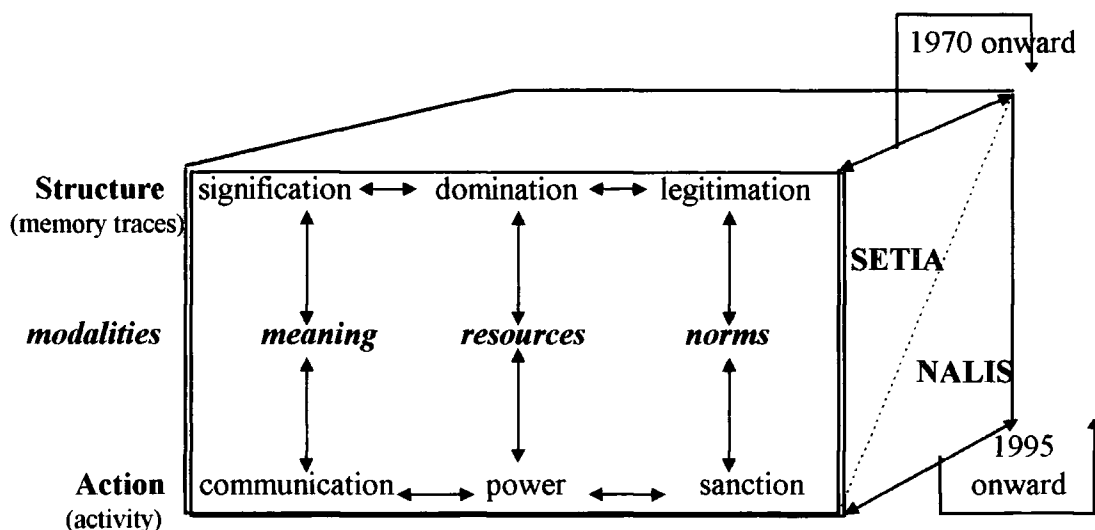 1970 onward
Structure signification domination legitimation
(memory traces)
SETIA
modalities meaning resources norms
NALIS
1995
onward
Action communication power sanction
(activity)